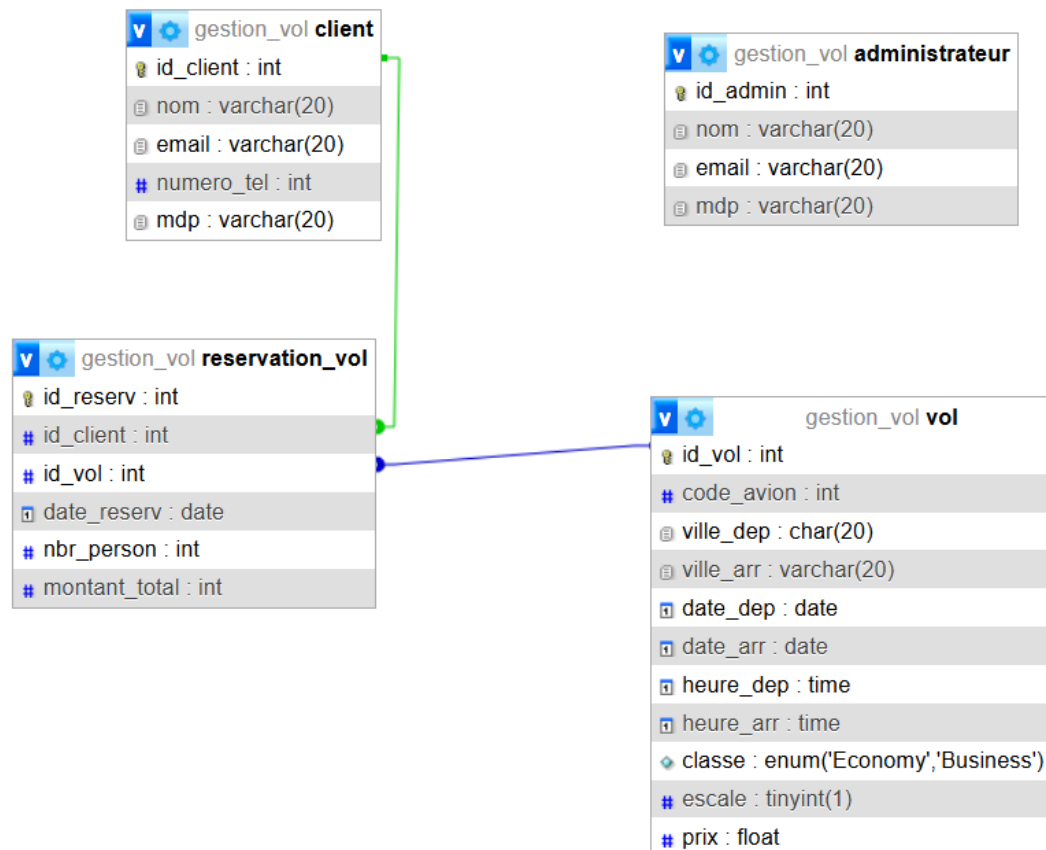 gestion_vol client
id_client : int
nom : varchar(20)
email : varchar(20)
numero_tel : int
mdp : varchar(20)
gestion_vol administrateur
id_admin : int
nom : varchar(20)
email : varchar(20)
mdp : varchar(20)
gestion_vol reservation_vol
id_reserv : int
id_client : int
id_vol : int
date_reserv : date
nbr_person : int
montant_total : int
gestion_vol vol
id_vol : int
code_avion : int
ville_dep : char(20)
ville_arr : varchar(20)
date_dep : date
date_arr : date
heure_dep : time
heure_arr : time
classe : enum('Economy','Business')
escale : tinyint(1)
prix : float